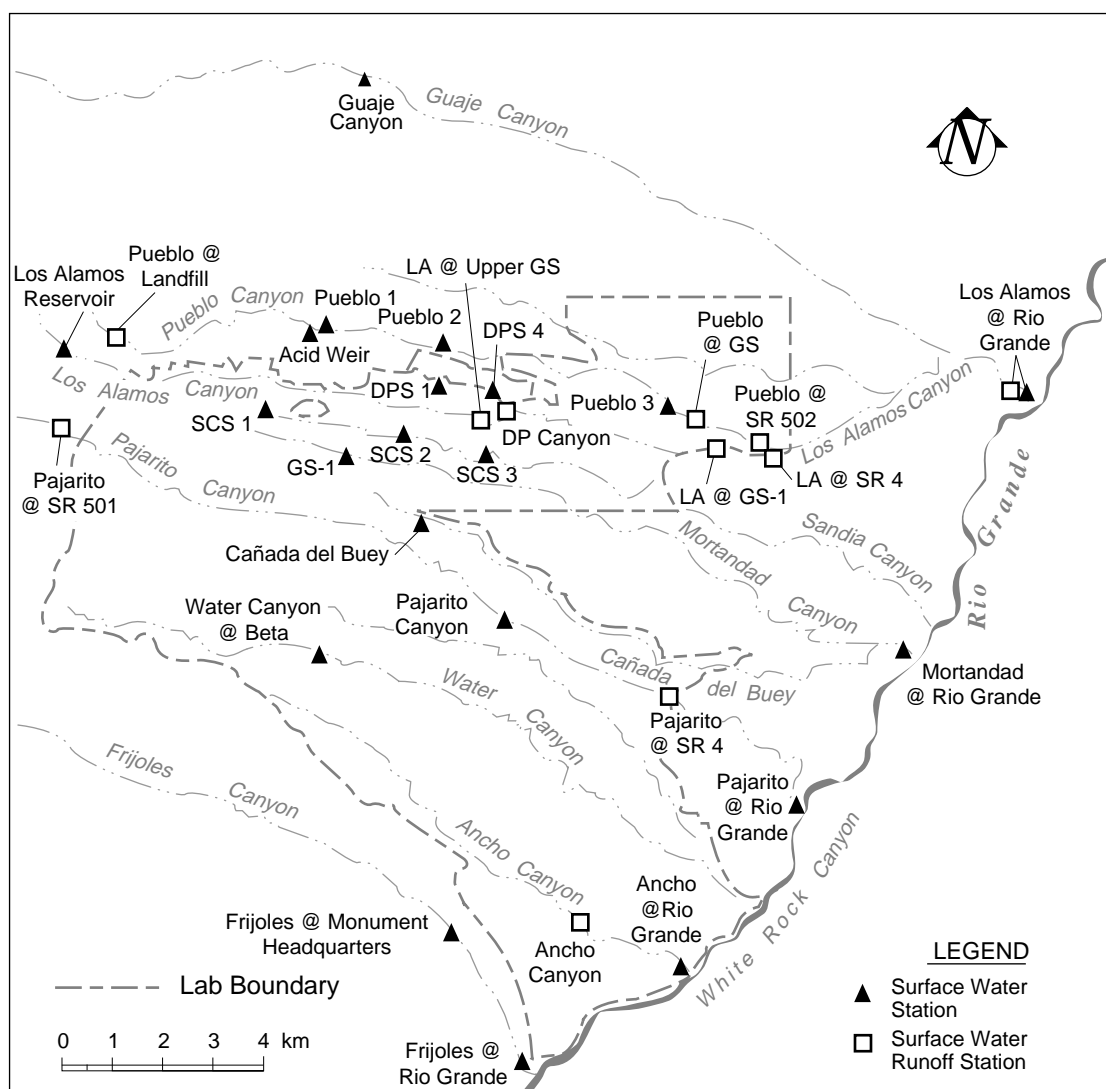 Guaje
Canyon
Guaje Canyon
N
Los Alamos
Reservoir
Pueblo @
Landfill
Pueblo Canyon
Pueblo 1
Acid Weir
LA @ Upper GS
Pueblo 2
DPS 4
Pueblo
@ GS
Los Alamos
@ Rio
Grande
Los Alamos
Canyon
DPS 1
Pueblo 3
Pueblo @
SR 502
Los Alamos Canyon
SCS 1
DP Canyon
Pajarito
@ SR 501
Pajarito
Canyon
GS-1
SCS 2
SCS 3
LA @ GS-1
LA @ SR 4
Cañada del Buey
Mortandad
Canyon
Sandia Canyon
Rio Grande
Water Canyon
@ Beta
Pajarito
Canyon
Cañada
del Buey
Mortandad
@ Rio Grande
Water
Canyon
Pajarito
@ SR 4
Frijoles
Canyon
Pajarito
@ Rio
Grande
Ancho Canyon
Ancho
@Rio
Grande
White Rock Canyon
Frijoles @ Monument
Headquarters
Ancho
Canyon
Lab Boundary
0 1 2 4 km
Frijoles @
Rio Grande
LEGEND
Surface Water
Station
Surface Water
Runoff Station